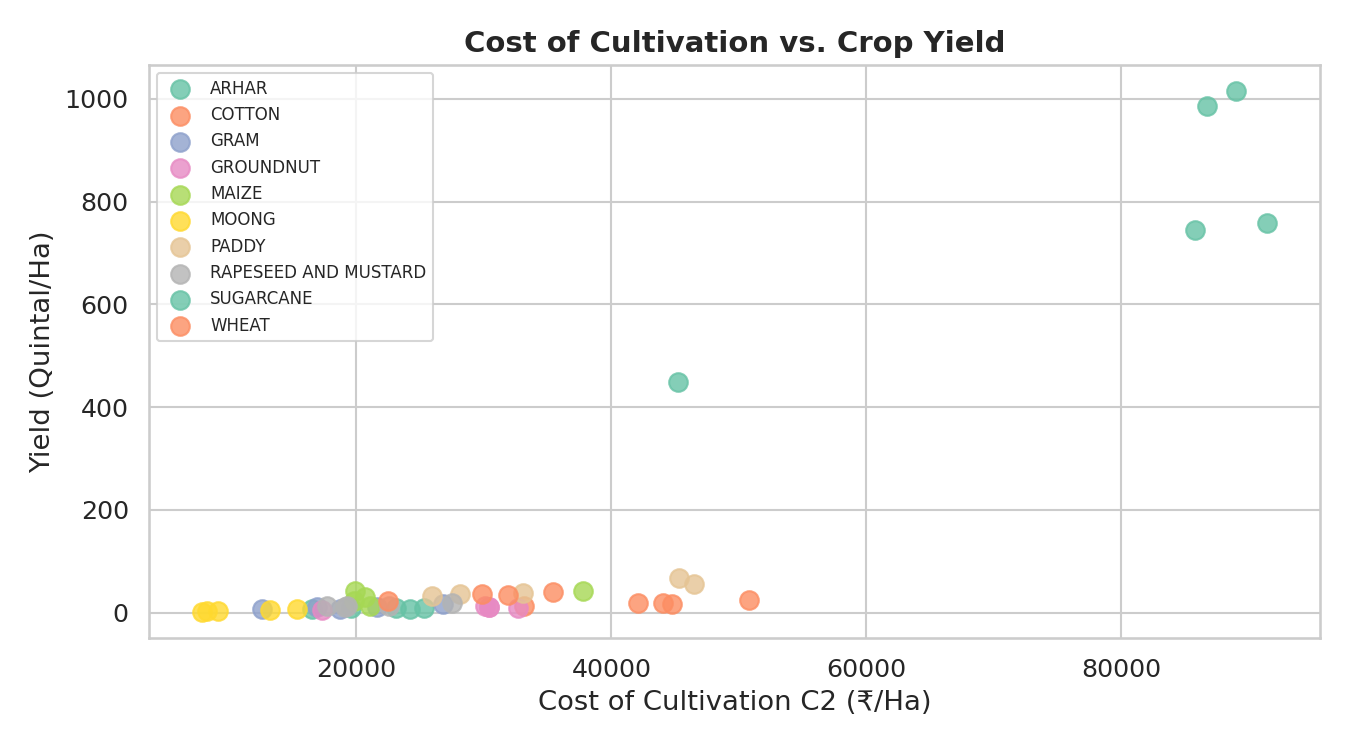 Cost of Cultivation vs. Crop Yield
ARHAR
COTTON
GRAM
GROUNDNUT
MAIZE
MOONG
PADDY
RAPESEED AND MUSTARD
SUGARCANE
WHEAT
Yield (Quintal/Ha)
1000
800
600
400
200
0
20000 40000 60000 80000
Cost of Cultivation C2 (₹/Ha)